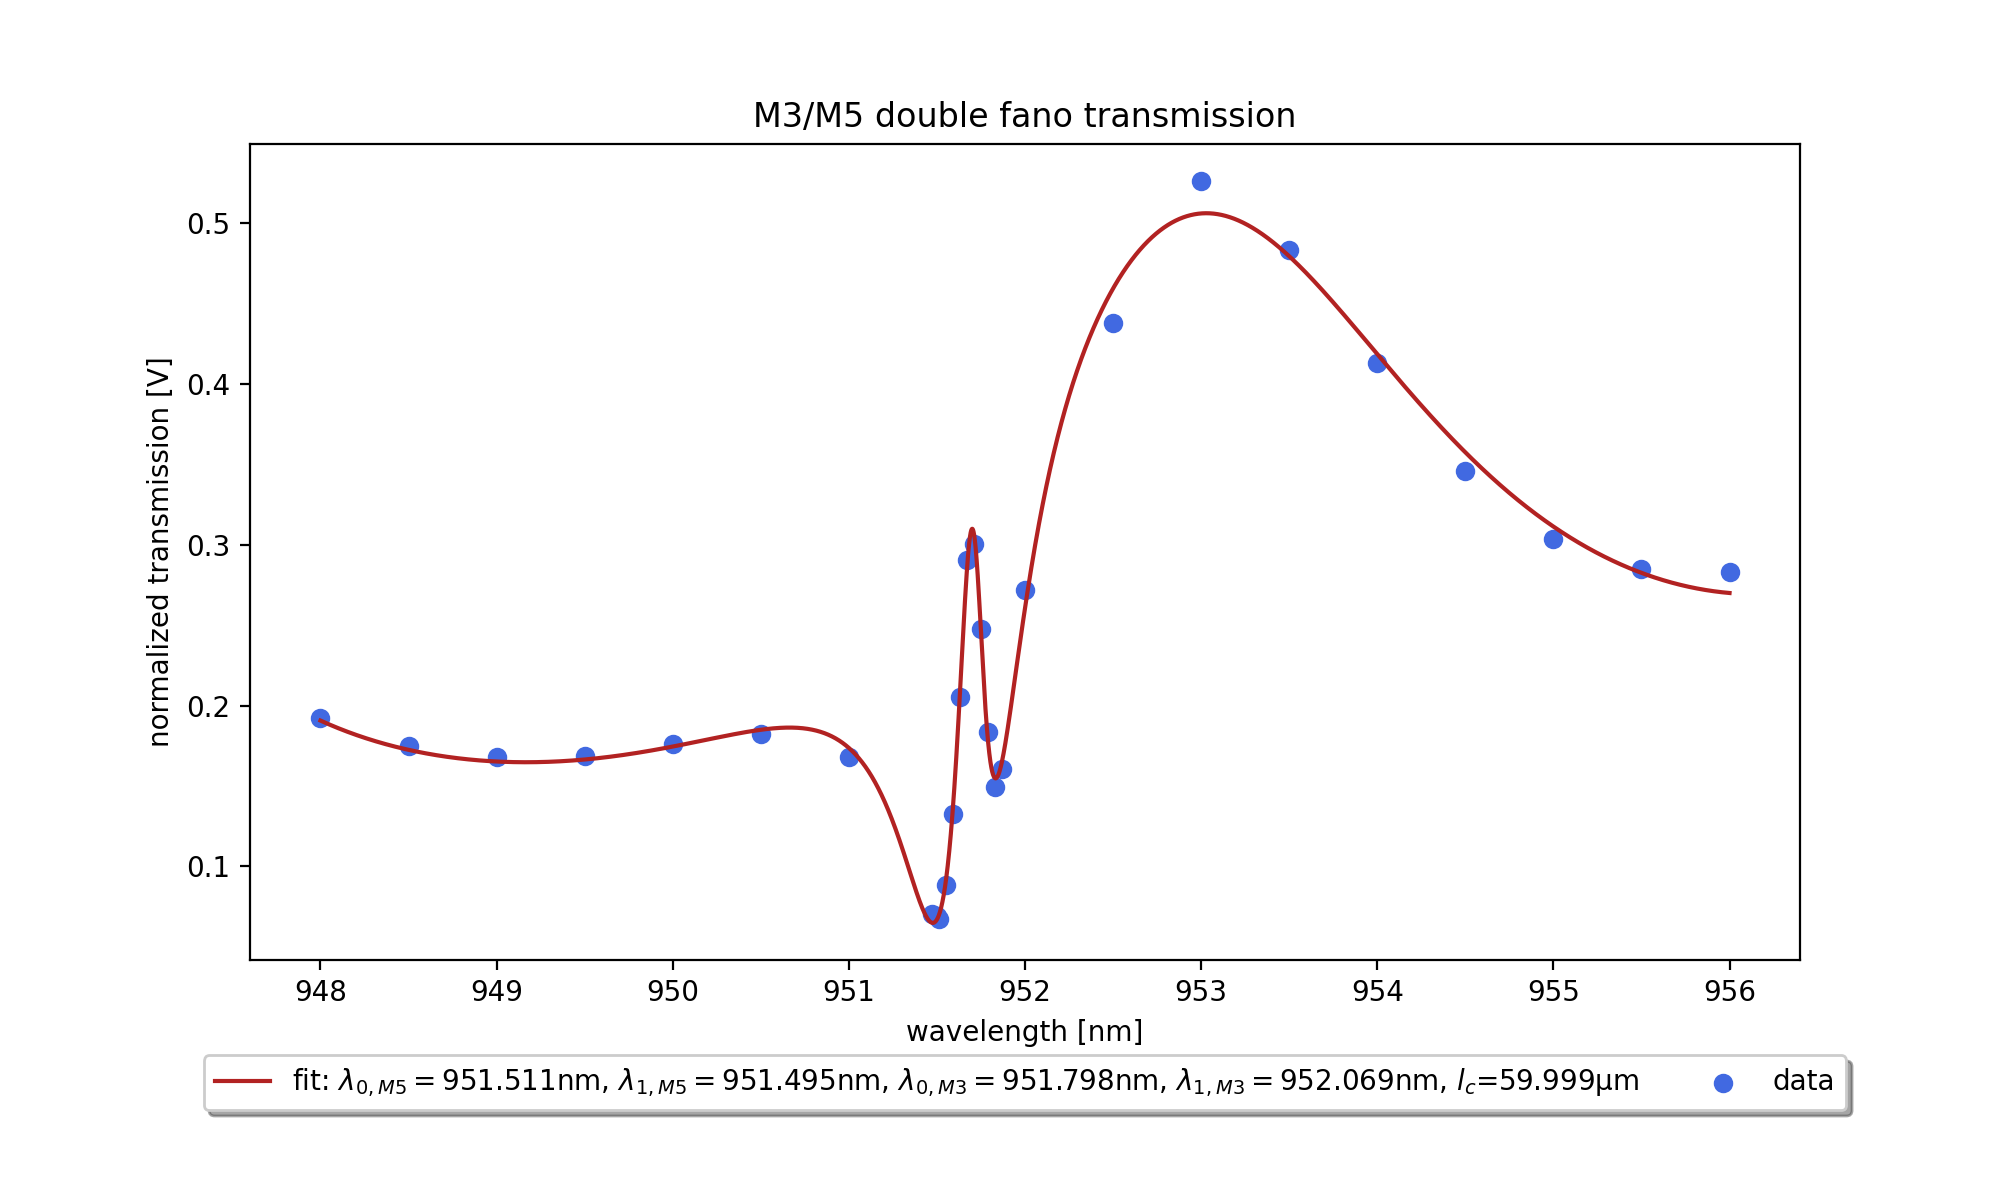 M3/M5 double fano transmission
normalized transmission [V]
0.5
0.4
0.3
0.2
0.1
948 949 950 951 952 953 954 955 956
wavelength [nm]
fit: λ₀,M5 = 951.511nm, λ₁,M5 = 951.495nm, λ₀,M3 = 951.798nm, λ₁,M3 = 952.069nm, l_c=59.999μm data